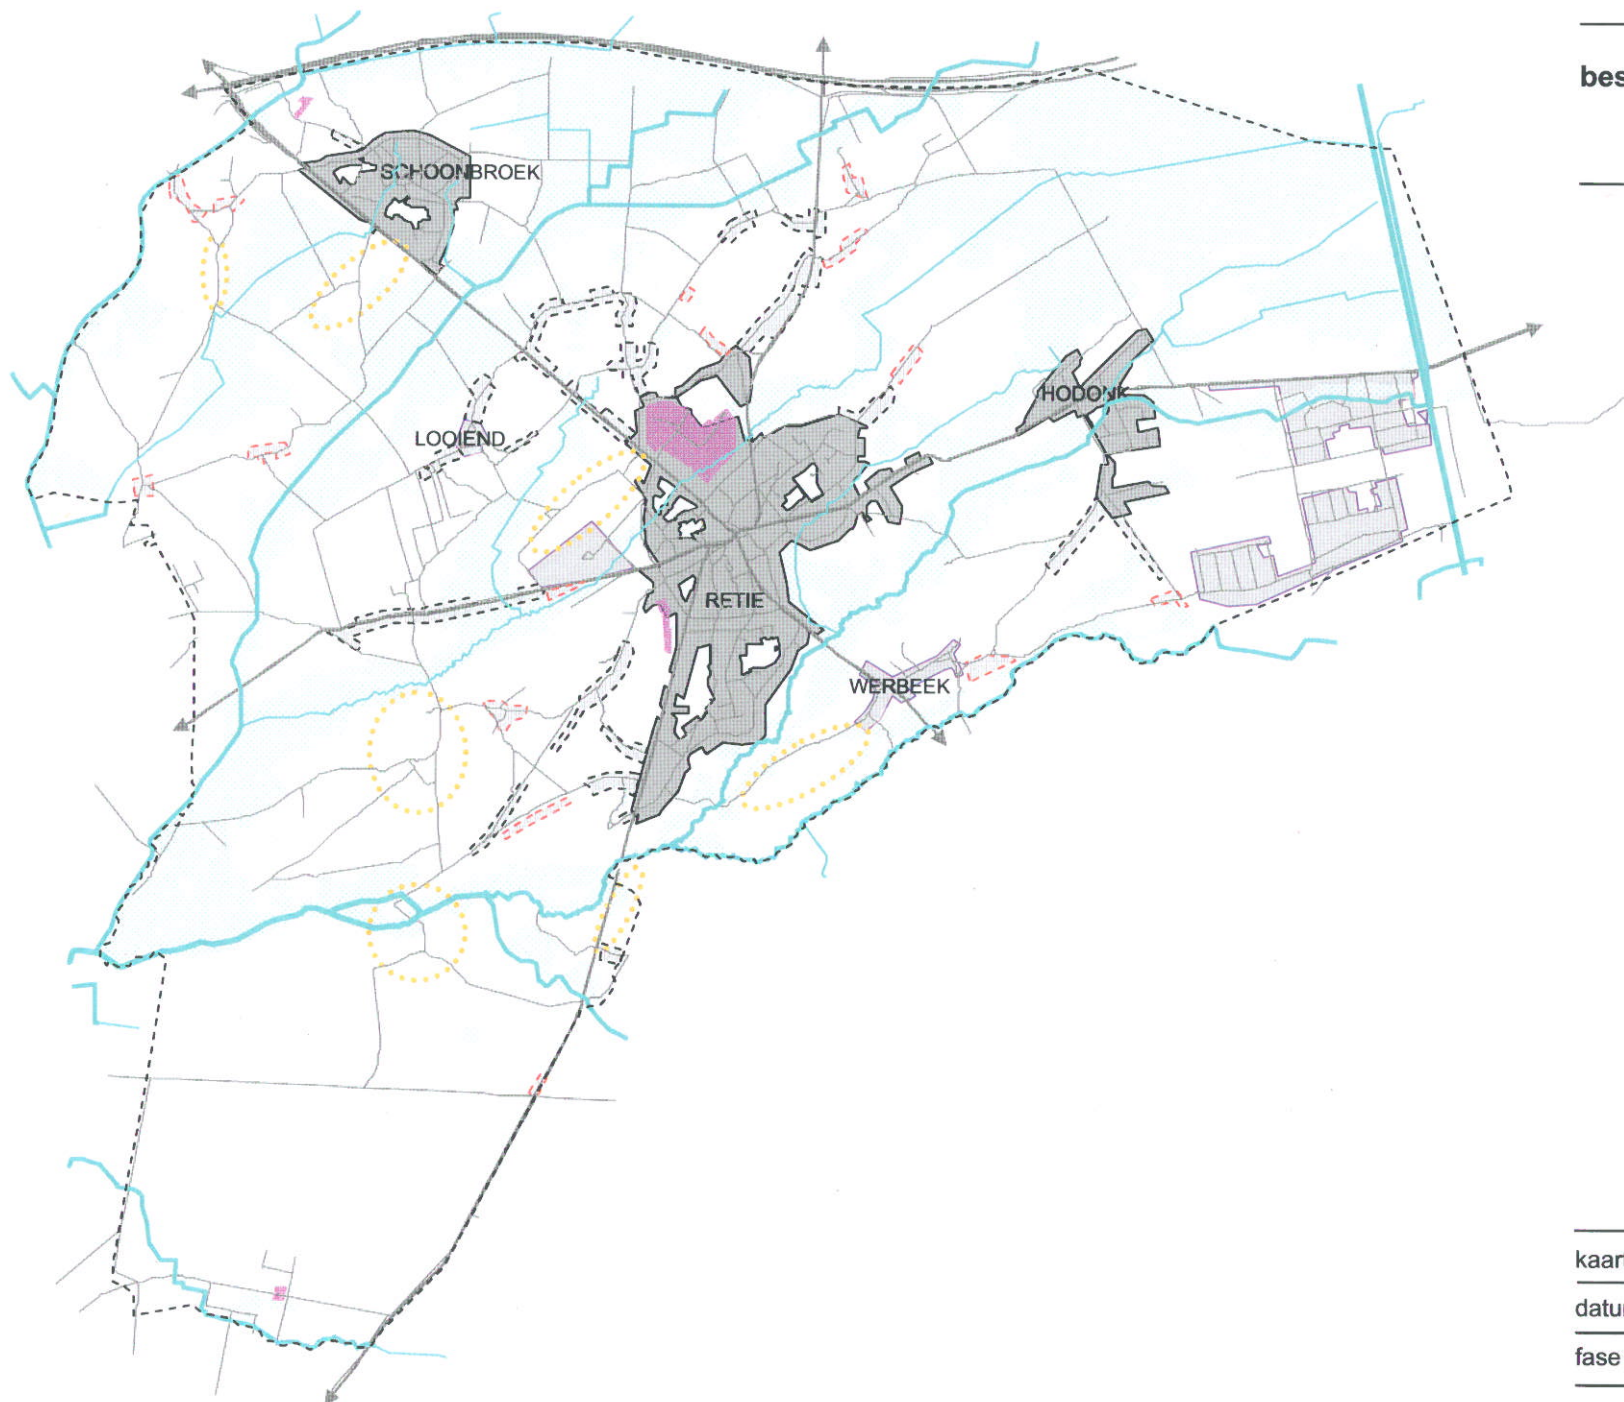 bes
SCHOONBROEK
HODONK
LOOIEND
RETIE
WERBEEK
kaar
datu
fase